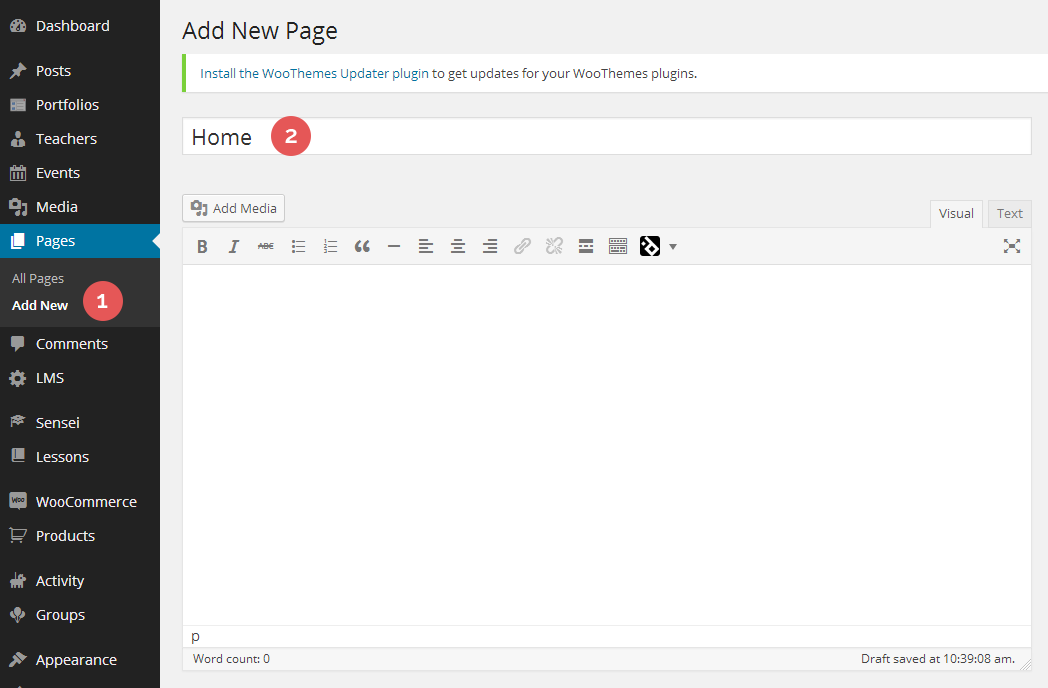 Dashboard
Posts
Portfolios
Teachers
Events
Media
Pages
All Pages
Add New
1
Comments
LMS
Sensei
Lessons
Woo
WooCommerce
Products
Activity
Groups
Appearance
Add New Page
Install the WooThemes Updater plugin to get updates for your WooThemes plugins.
Home
2
Add Media
Visual
Text
B I ABC
p
Word count: 0
Draft saved at 10:39:08 am.